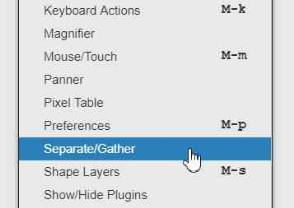 Keyboard Actions M-k
Magnifier
Mouse/Touch M-m
Panner
Pixel Table
Preferences M-p
Separate/Gather
Shape Layers M-s
Show/Hide Plugins